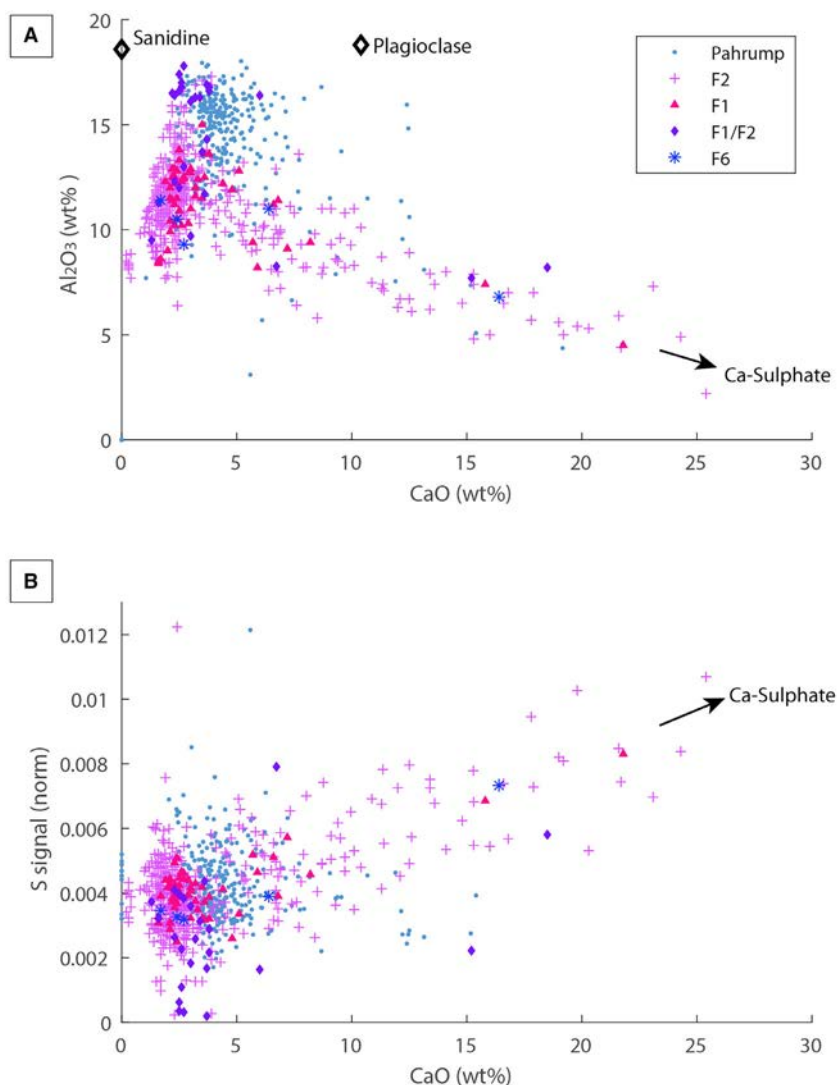 A
20
Sanidine
Plagioclase
Pahrump
F2
F1
F1/F2
F6
15
10
5
0
Al₂O₃ (wt%)
Ca-Sulphate
0 5 10 15 20 25 30
CaO (wt%)
B
0.012
0.01
Ca-Sulphate
0.008
0.006
0.004
0.002
0
S signal (norm)
0 5 10 15 20 25 30
CaO (wt%)